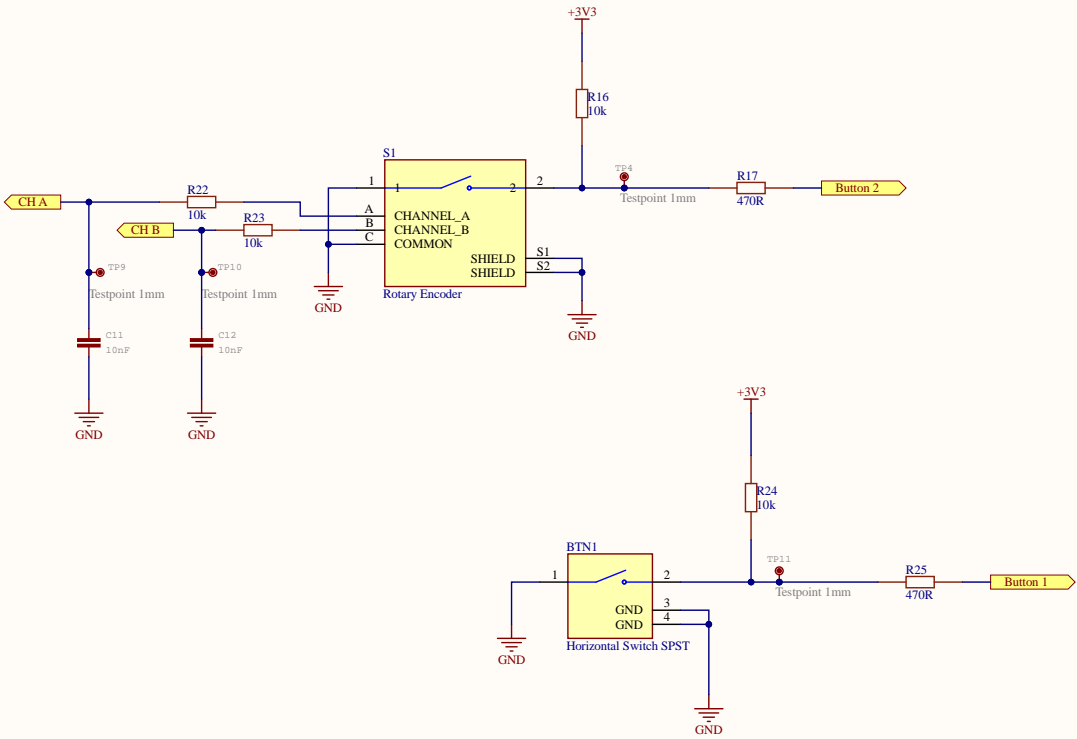 +3V3
R16
10k
S1
1
1
2
2
TP4
Testpoint 1mm
R17
470R
Button 2
CH A
R22
10k
A
CHANNEL_A
CH B
R23
10k
B
CHANNEL_B
C
COMMON
SHIELD
S1
SHIELD
S2
Rotary Encoder
GND
GND
TP9
Testpoint 1mm
TP10
Testpoint 1mm
C11
10nF
C12
10nF
GND
GND
+3V3
R24
10k
BTN1
1
2
TP11
Testpoint 1mm
R25
470R
Button 1
GND
3
GND
4
Horizontal Switch SPST
GND
GND